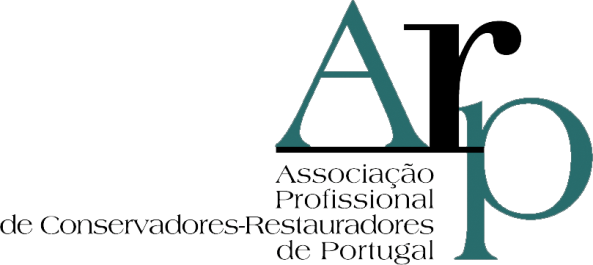 Arp
Associação
Profissional
de Conservadores-Restauradores
de Portugal